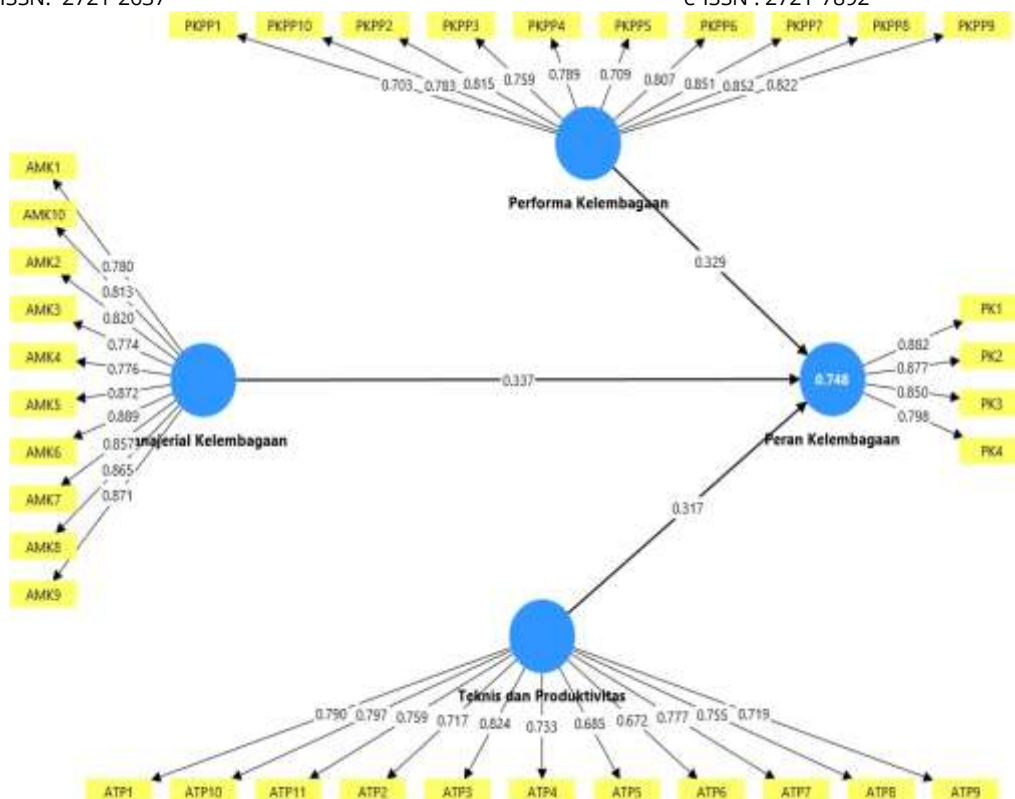 ISSN: 2721-2037 e-ISSN : 2721-7892
PKPP1 PKPP10 PKPP2 PKPP3 PKPP4 PKPP5 PKPP6 PKPP7 PKPP8 PKPP9
0.703 0.783 0.815 0.759 0.789 0.709 0.807 0.851 0.852 0.822
Performa Kelembagaan
0.329
AMK1
AMK10
AMK2
AMK3
AMK4
AMK5
AMK6
AMK7
AMK8
AMK9
0.780
0.813
0.820
0.774
0.776
0.872
0.889
0.857
0.865
0.871
najerial Kelembagaan
0.337
0.748
Peran Kelembagaan
0.882
0.877
0.850
0.798
PK1
PK2
PK3
PK4
0.317
Teknis dan Produktivitas
0.790 0.797 0.759 0.717 0.824 0.733 0.685 0.672 0.777 0.755 0.719
ATP1 ATP10 ATP11 ATP2 ATP3 ATP4 ATP5 ATP6 ATP7 ATP8 ATP9